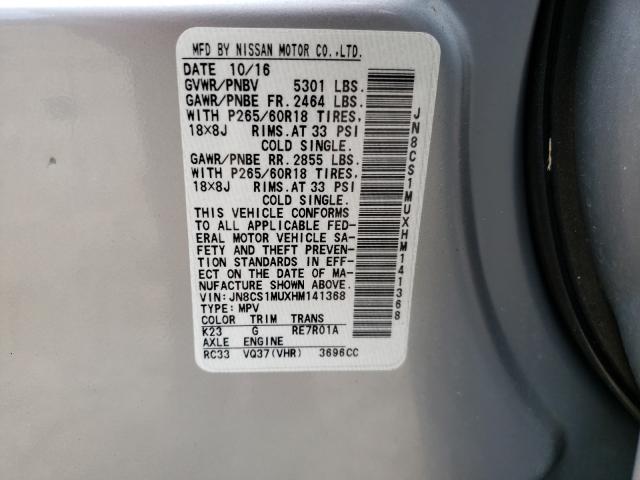 MFD BY NISSAN MOTOR CO.,LTD.
DATE 10/16
GVWR/PNBV 5301 LBS.
GAWR/PNBE FR. 2464 LBS.
WITH P265/60R18 TIRES,
18X8J RIMS. AT 33 PSI
COLD SINGLE.
GAWR/PNBE RR. 2855 LBS.
WITH P265/60R18 TIRES,
18X8J RIMS. AT 33 PSI
COLD SINGLE.
THIS VEHICLE CONFORMS
TO ALL APPLICABLE FED-
ERAL MOTOR VEHICLE SA-
FETY AND THEFT PREVEN-
TION STANDARDS IN EFF-
ECT ON THE DATE OF MA-
NUFACTURE SHOWN ABOVE.
VIN: JN8CS1MUXHM141368
TYPE: MPV
COLOR TRIM TRANS
K23 G RE7R01A
AXLE ENGINE
RC33 VQ37(VHR) 3696CC
JN8CS1MUXHM141368